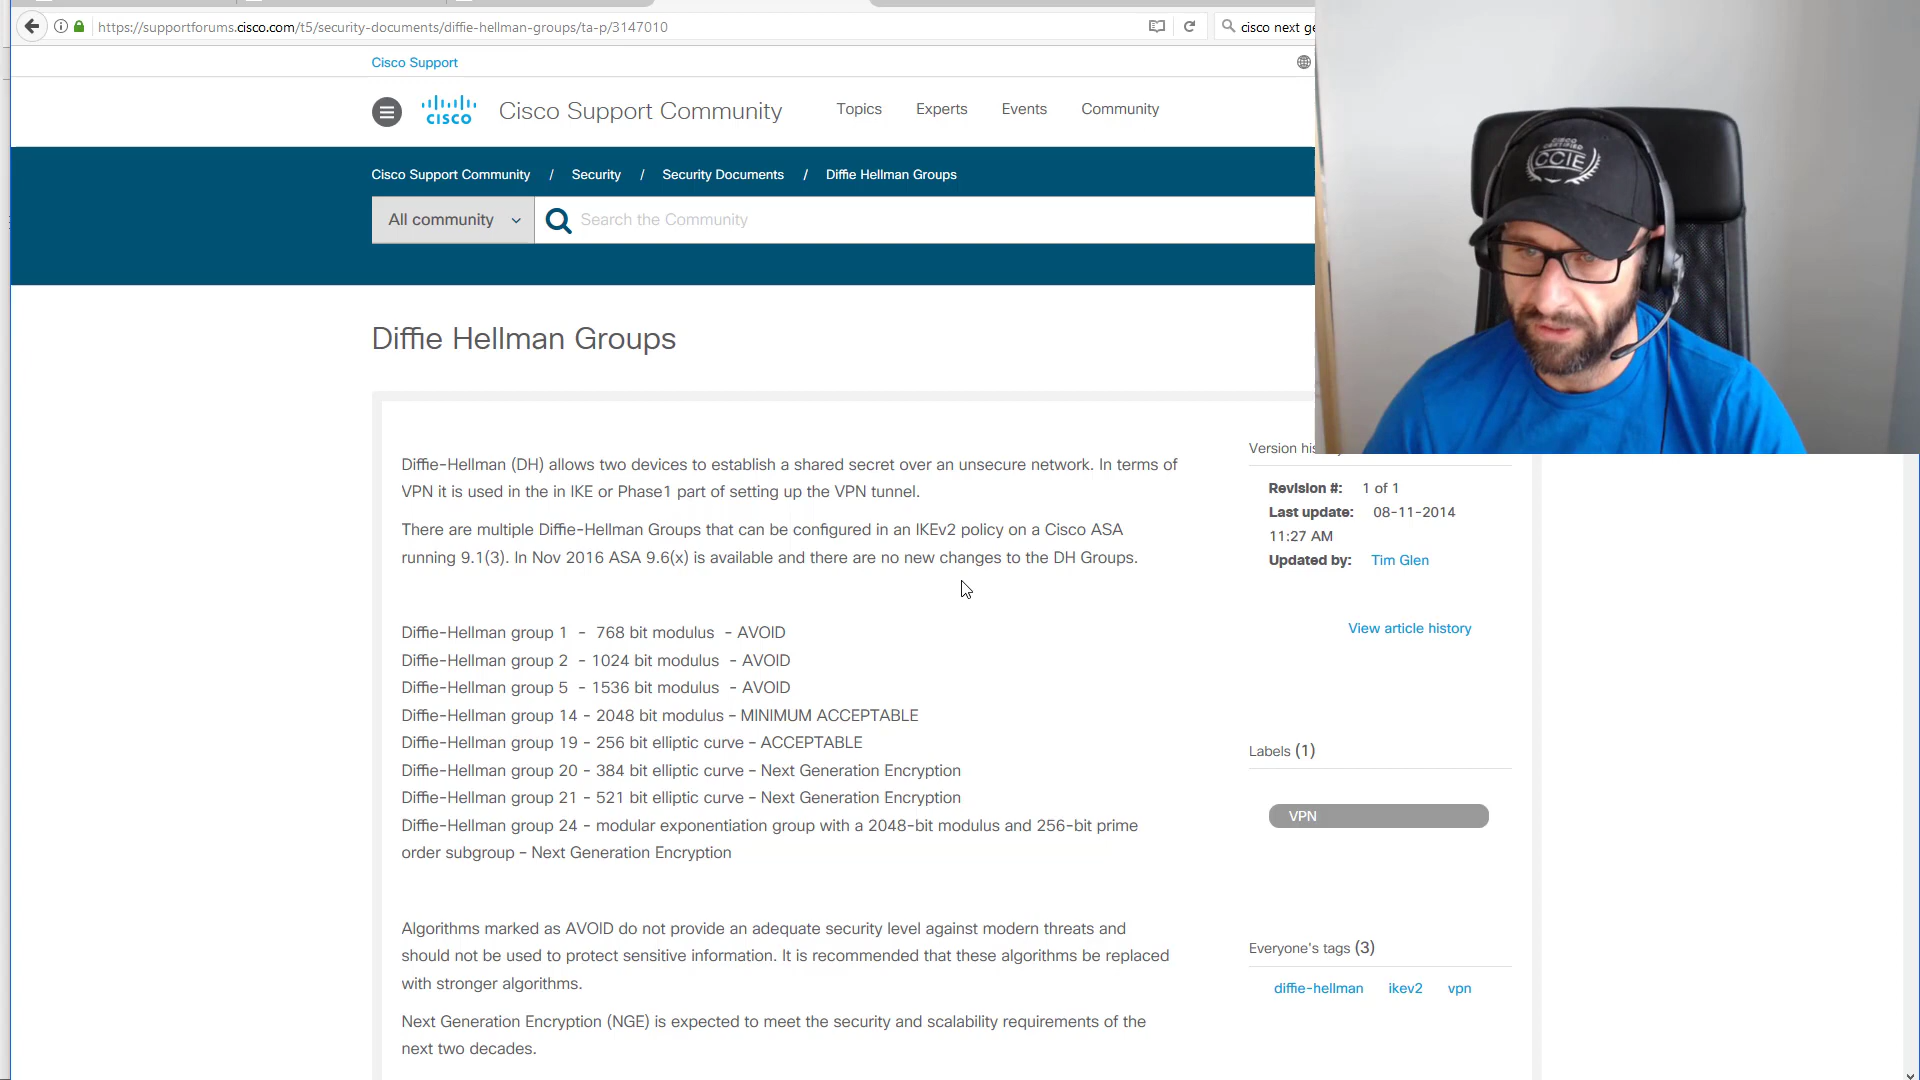 https://supportforums.cisco.com/t5/security-documents/diffie-hellman-groups/ta-p/3147010
cisco next ge
Cisco Support
CISCO
Cisco Support Community
Topics
Experts
Events
Community
Cisco Support Community / Security / Security Documents / Diffie Hellman Groups
All community
Search the Community
Diffie Hellman Groups
Diffie-Hellman (DH) allows two devices to establish a shared secret over an unsecure network. In terms of
VPN it is used in the in IKE or Phase1 part of setting up the VPN tunnel.
There are multiple Diffie-Hellman Groups that can be configured in an IKEv2 policy on a Cisco ASA
running 9.1(3). In Nov 2016 ASA 9.6(x) is available and there are no new changes to the DH Groups.
Diffie-Hellman group 1 - 768 bit modulus - AVOID
Diffie-Hellman group 2 - 1024 bit modulus - AVOID
Diffie-Hellman group 5 - 1536 bit modulus - AVOID
Diffie-Hellman group 14 - 2048 bit modulus – MINIMUM ACCEPTABLE
Diffie-Hellman group 19 - 256 bit elliptic curve – ACCEPTABLE
Diffie-Hellman group 20 - 384 bit elliptic curve – Next Generation Encryption
Diffie-Hellman group 21 - 521 bit elliptic curve – Next Generation Encryption
Diffie-Hellman group 24 - modular exponentiation group with a 2048-bit modulus and 256-bit prime
order subgroup – Next Generation Encryption
Algorithms marked as AVOID do not provide an adequate security level against modern threats and
should not be used to protect sensitive information. It is recommended that these algorithms be replaced
with stronger algorithms.
Next Generation Encryption (NGE) is expected to meet the security and scalability requirements of the
next two decades.
Version his
Revision #: 1 of 1
Last update: 08-11-2014
11:27 AM
Updated by: Tim Glen
View article history
Labels (1)
VPN
Everyone's tags (3)
diffie-hellman ikev2 vpn
CISCO
CERTIFIED
CCIE